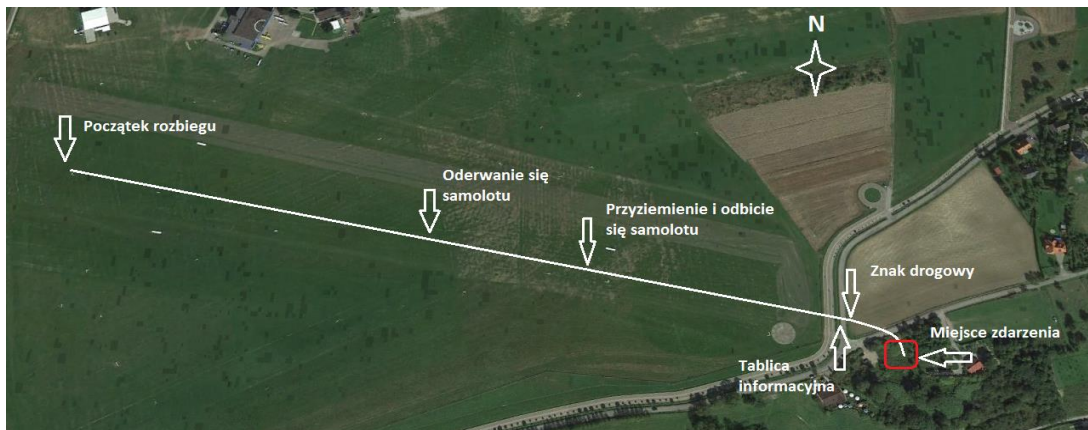 N
Początek rozbiegu
Oderwanie się
samolotu
Przyziemienie i odbicie
się samolotu
Znak drogowy
Miejsce zdarzenia
Tablica
informacyjna